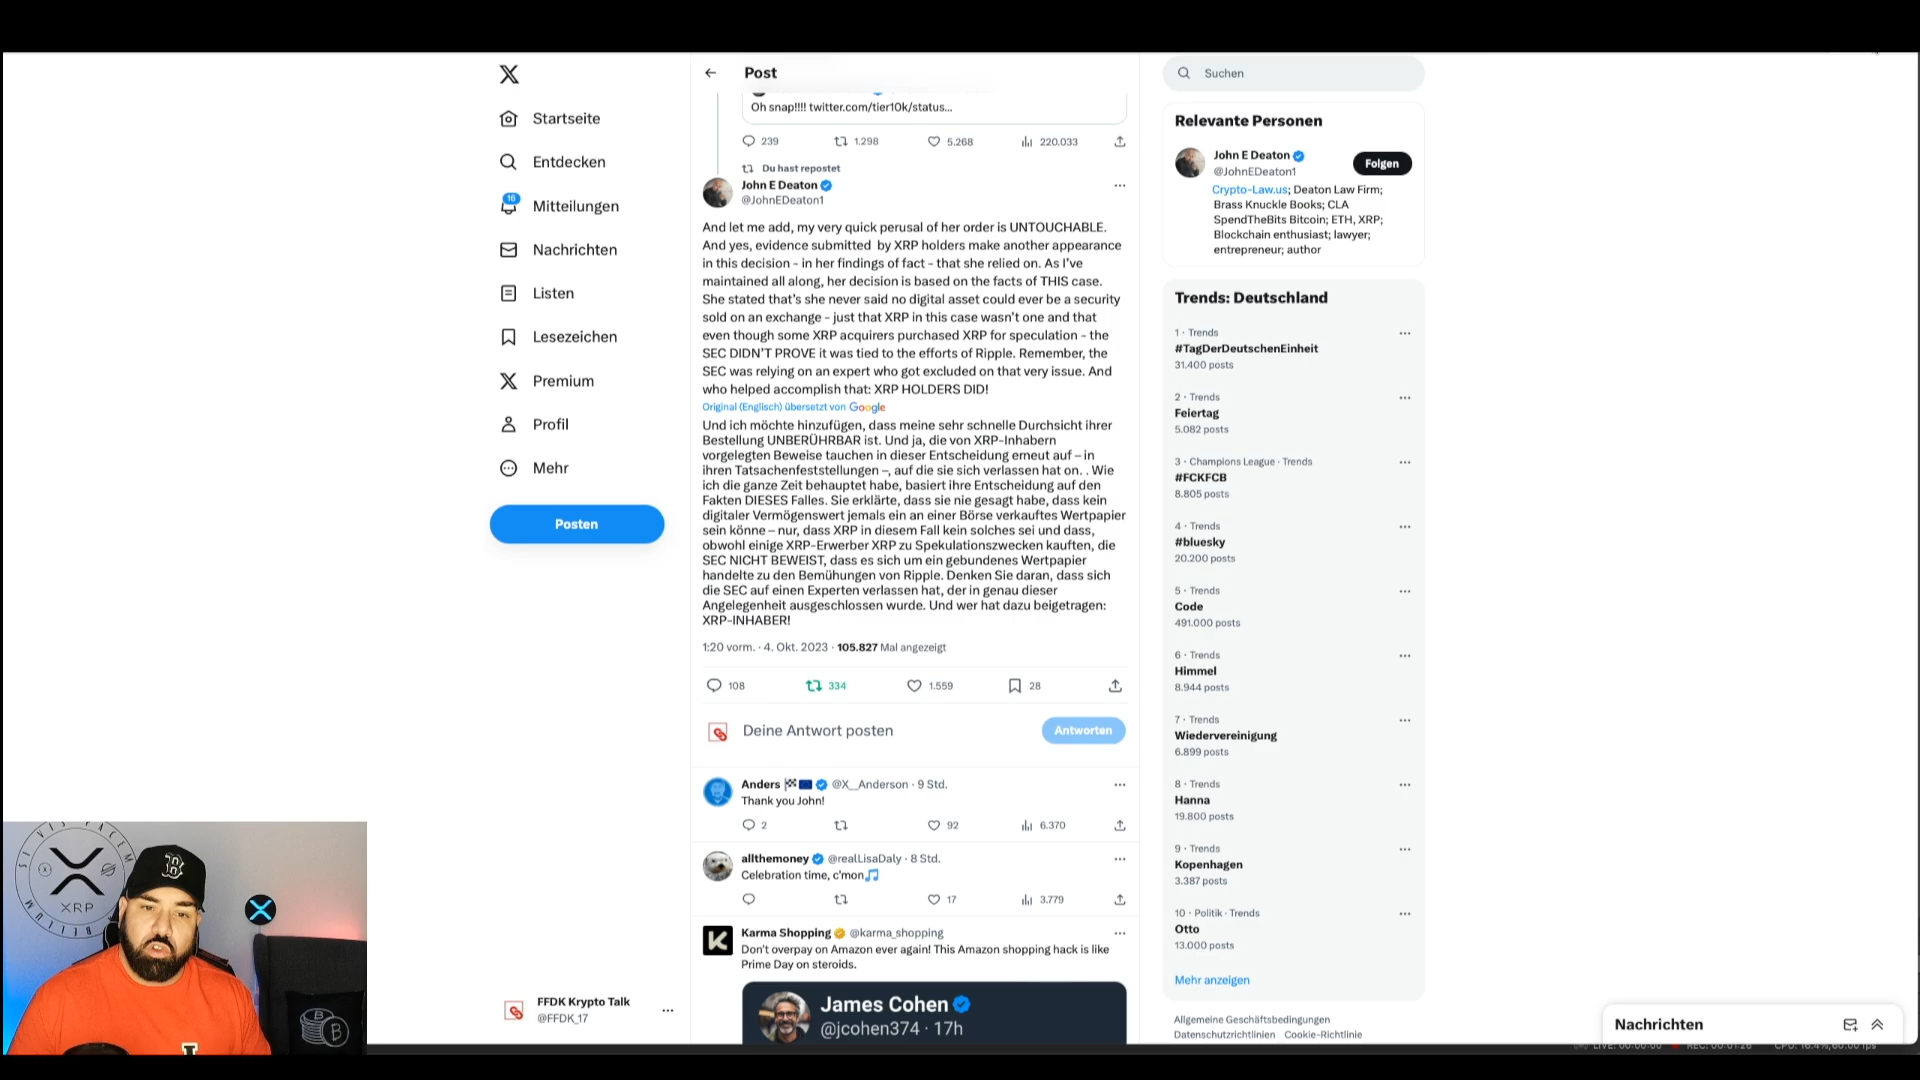 Startseite
Entdecken
16
Mitteilungen
Nachrichten
Listen
Lesezeichen
Premium
Profil
Mehr
Posten
FFDK Krypto Talk
@FFDK_17
Post
Oh snap!!!! twitter.com/tier10k/status...
239
1.298
5.268
220.033
Du hast repostet
John E Deaton
@JohnEDeaton1
And let me add, my very quick perusal of her order is UNTOUCHABLE.
And yes, evidence submitted by XRP holders make another appearance
in this decision - in her findings of fact - that she relied on. As I've
maintained all along, her decision is based on the facts of THIS case.
She stated that's she never said no digital asset could ever be a security
sold on an exchange - just that XRP in this case wasn't one and that
even though some XRP acquirers purchased XRP for speculation - the
SEC DIDN'T PROVE it was tied to the efforts of Ripple. Remember, the
SEC was relying on an expert who got excluded on that very issue. And
who helped accomplish that: XRP HOLDERS DID!
Original (Englisch) übersetzt von Google
Und ich möchte hinzufügen, dass meine sehr schnelle Durchsicht ihrer
Bestellung UNBERÜHRBAR ist. Und ja, die von XRP-Inhabern
vorgelegten Beweise tauchen in dieser Entscheidung erneut auf – in
ihren Tatsachenfeststellungen –, auf die sie sich verlassen hat on. . Wie
ich die ganze Zeit behauptet habe, basiert ihre Entscheidung auf den
Fakten DIESES Falles. Sie erklärte, dass sie nie gesagt habe, dass kein
digitaler Vermögenswert jemals ein an einer Börse verkauftes Wertpapier
sein könne – nur, dass XRP in diesem Fall kein solches sei und dass,
obwohl einige XRP-Erwerber XRP zu Spekulationszwecken kauften, die
SEC NICHT BEWEIST, dass es sich um ein gebundenes Wertpapier
handelte zu den Bemühungen von Ripple. Denken Sie daran, dass sich
die SEC auf einen Experten verlassen hat, der in genau dieser
Angelegenheit ausgeschlossen wurde. Und wer hat dazu beigetragen:
XRP-INHABER!
1:20 vorm. · 4. Okt. 2023 · 105.827 Mal angezeigt
108
334
1.559
28
Deine Antwort posten
Antworten
Anders @X__Anderson · 9 Std.
Thank you John!
2
92
6.370
allthemoney @realLisaDaly · 8 Std.
Celebration time, c'mon
17
3.779
Karma Shopping @karma_shopping
Don't overpay on Amazon ever again! This Amazon shopping hack is like
Prime Day on steroids.
James Cohen
@jcohen374 · 17h
Suchen
Relevante Personen
John E Deaton
@JohnEDeaton1
Folgen
Crypto-Law.us; Deaton Law Firm;
Brass Knuckle Books; CLA
SpendTheBits Bitcoin; ETH, XRP;
Blockchain enthusiast; lawyer;
entrepreneur; author
Trends: Deutschland
1 · Trends
#TagDerDeutschenEinheit
31.400 posts
2 · Trends
Feiertag
5.082 posts
3 · Champions League · Trends
#FCKFCB
8.805 posts
4 · Trends
#bluesky
20.200 posts
5 · Trends
Code
491.000 posts
6 · Trends
Himmel
8.944 posts
7 · Trends
Wiedervereinigung
6.899 posts
8 · Trends
Hanna
19.800 posts
9 · Trends
Kopenhagen
3.387 posts
10 · Politik · Trends
Otto
13.000 posts
Mehr anzeigen
Allgemeine Geschäftsbedingungen
Datenschutzrichtlinien Cookie-Richtlinie
Nachrichten
SI VIS PACEM
XRP
BELLUM
B